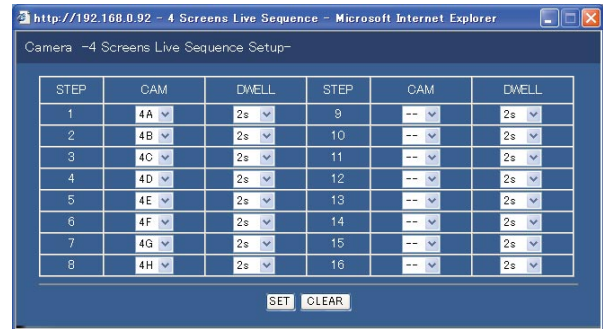 http://192.168.0.92 - 4 Screens Live Sequence - Microsoft Internet Explorer
Camera -4 Screens Live Sequence Setup-
STEP CAM DWELL STEP CAM DWELL
1 4A 2s 9 -- 2s
2 4B 2s 10 -- 2s
3 4C 2s 11 -- 2s
4 4D 2s 12 -- 2s
5 4E 2s 13 -- 2s
6 4F 2s 14 -- 2s
7 4G 2s 15 -- 2s
8 4H 2s 16 -- 2s
SET CLEAR